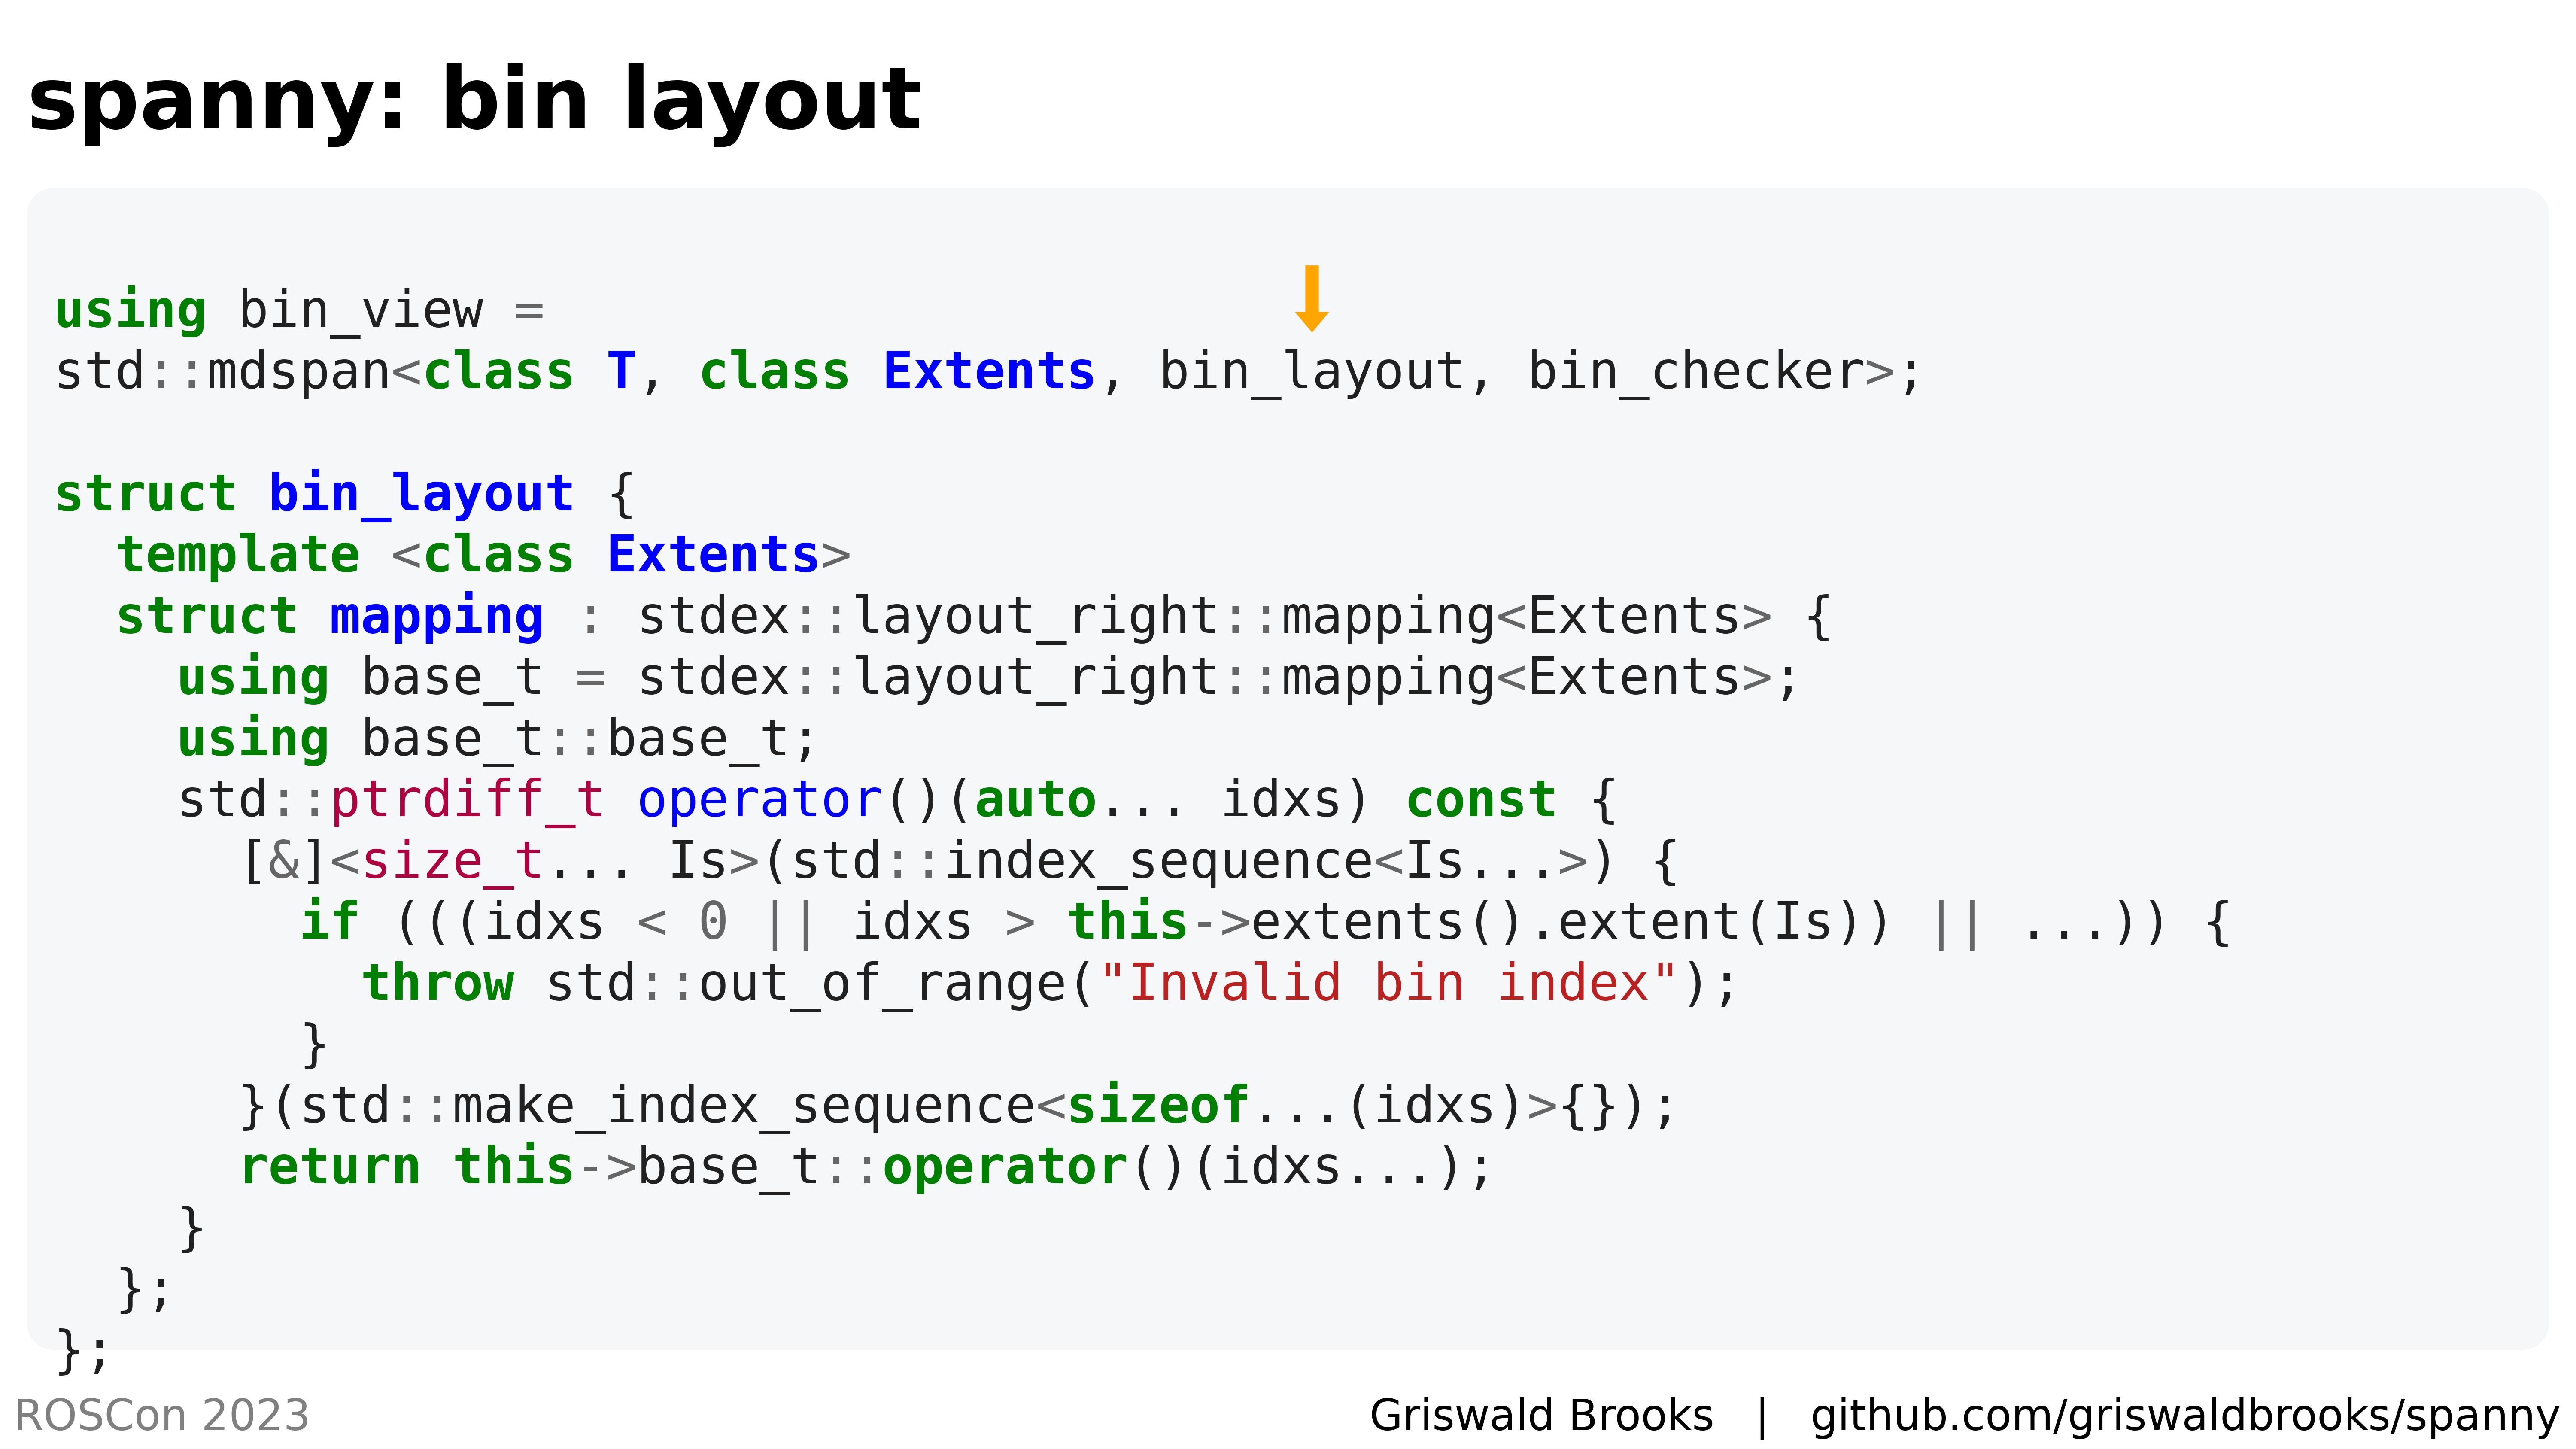 spanny: bin layout
using bin_view =
std::mdspan<class T, class Extents, bin_layout, bin_checker>;
struct bin_layout {
  template <class Extents>
  struct mapping : stdex::layout_right::mapping<Extents> {
    using base_t = stdex::layout_right::mapping<Extents>;
    using base_t::base_t;
    std::ptrdiff_t operator()(auto... idxs) const {
      [&]<size_t... Is>(std::index_sequence<Is...>) {
        if (((idxs < 0 || idxs > this->extents().extent(Is)) || ...)) {
          throw std::out_of_range("Invalid bin index");
        }
      }(std::make_index_sequence<sizeof...(idxs)>{});
      return this->base_t::operator()(idxs...);
    }
  };
};
ROSCon 2023
Griswald Brooks | github.com/griswaldbrooks/spanny